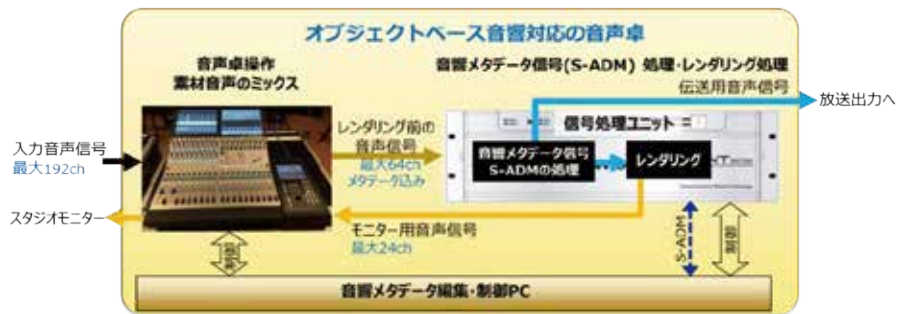 オブジェクトベース音響対応の音声卓
音声卓操作
素材音声のミックス
音響メタデータ信号(S-ADM) 処理・レンダリング処理
伝送用音声信号
放送出力へ
信号処理ユニット
入力音声信号
最大192ch
レンダリング前の
音声信号
最大64ch
メタデータ込み
音響メタデータ信号
S-ADMの処理
レンダリング
スタジオモニター
モニター用音声信号
最大24ch
制御
S-ADM
制御
音響メタデータ編集・制御PC